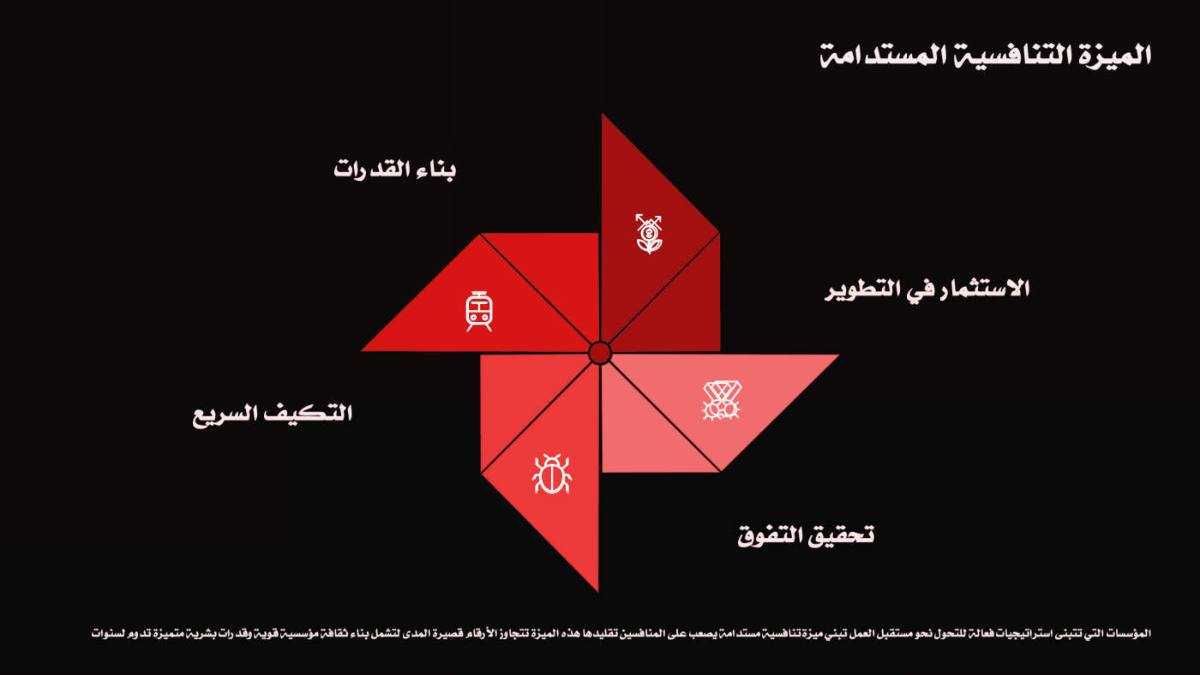 الميزة التنافسية المستدامة
بناء القدرات
الاستثمار في التطوير
التكيف السريع
تحقيق التفوق
المؤسسات التي تتبنى استراتيجيات فعالة للتحول نحو مستقبل العمل تبني ميزة تنافسية مستدامة يصعب على المنافسين تقليدها هذه الميزة تتجاوز الأرقام قصيرة المدى لتشمل بناء ثقافة مؤسسية قوية وقدرات بشرية متميزة تدوم لسنوات